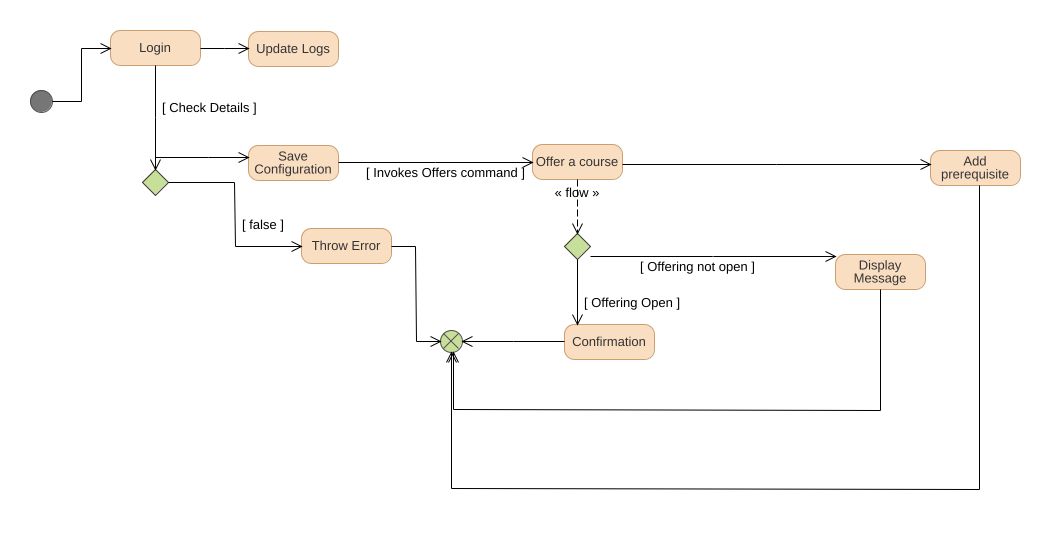 Login
Update Logs
[ Check Details ]
Save
Configuration
[ Invokes Offers command ]
Offer a course
Add
prerequisite
« flow »
[ false ]
Throw Error
[ Offering not open ]
Display
Message
[ Offering Open ]
Confirmation